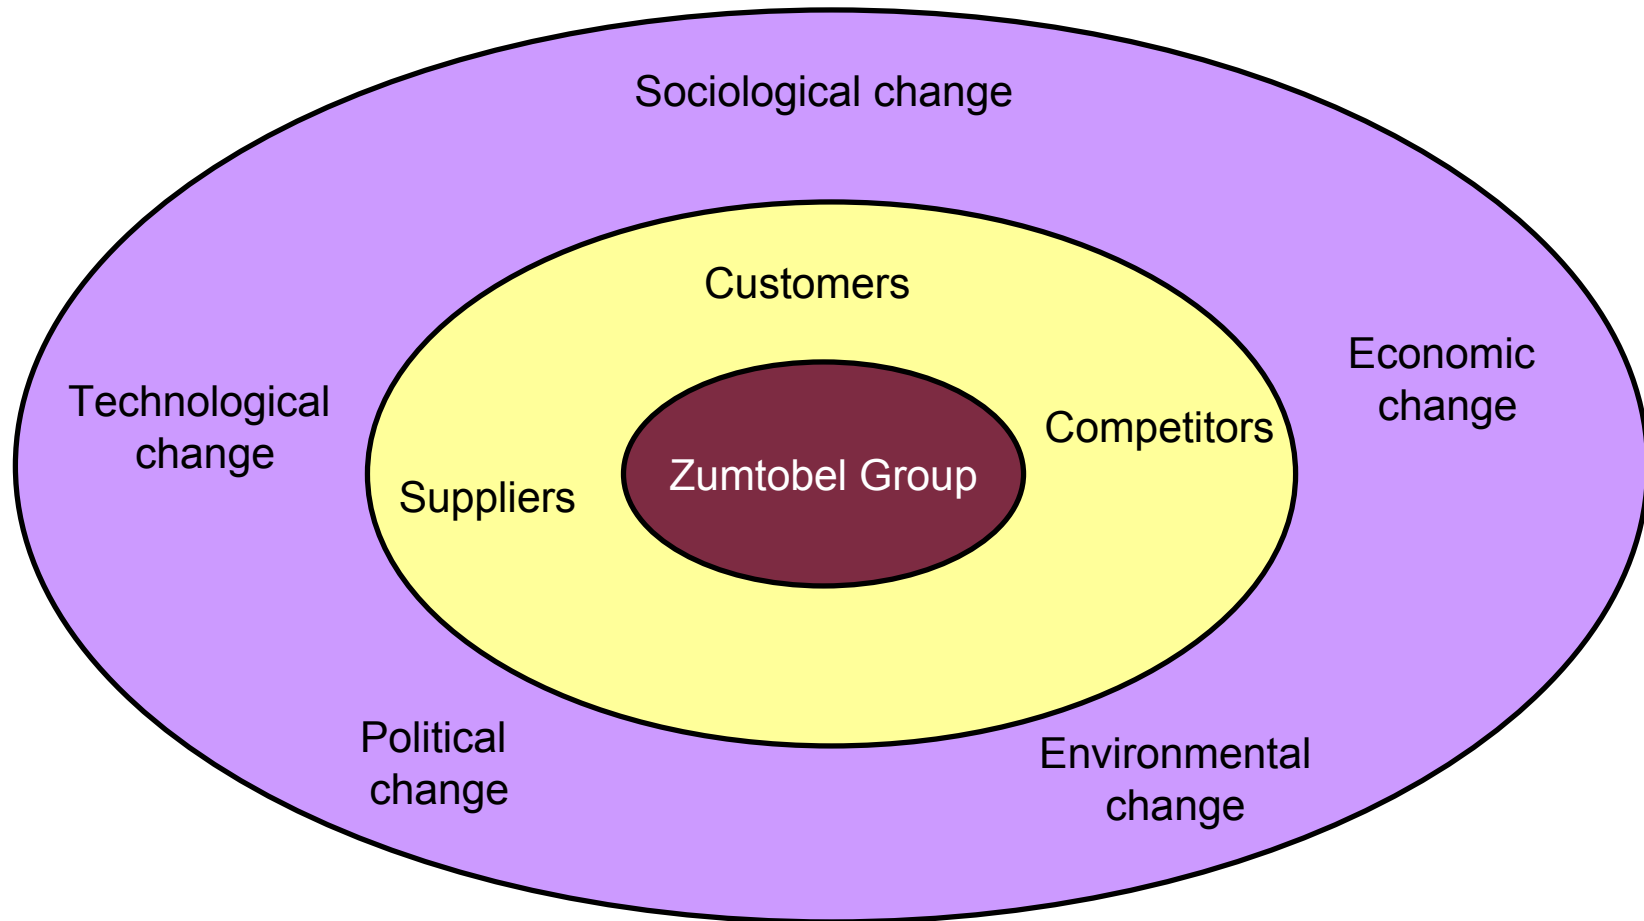 Sociological change
Customers
Economic
change
Technological
change
Competitors
Zumtobel Group
Suppliers
Political
change
Environmental
change